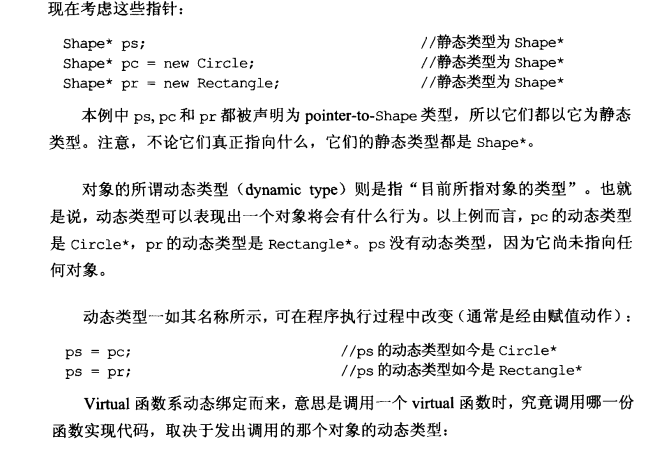 现在考虑这些指针：
Shape* ps; //静态类型为 Shape*
Shape* pc = new Circle; //静态类型为 Shape*
Shape* pr = new Rectangle; //静态类型为 Shape*
本例中 ps, pc 和 pr 都被声明为 pointer-to-Shape 类型，所以它们都以它为静态
类型。注意，不论它们真正指向什么，它们的静态类型都是 Shape*。
对象的所谓动态类型（dynamic type）则是指“目前所指对象的类型”。也就
是说，动态类型可以表现出一个对象将会有什么行为。以上例而言，pc 的动态类型
是 Circle*，pr 的动态类型是 Rectangle*。ps 没有动态类型，因为它尚未指向任
何对象。
动态类型一如其名称所示，可在程序执行过程中改变（通常是经由赋值动作）：
ps = pc; //ps 的动态类型如今是 Circle*
ps = pr; //ps 的动态类型如今是 Rectangle*
Virtual 函数系动态绑定而来，意思是调用一个 virtual 函数时，究竟调用哪一份
函数实现代码，取决于发出调用的那个对象的动态类型：